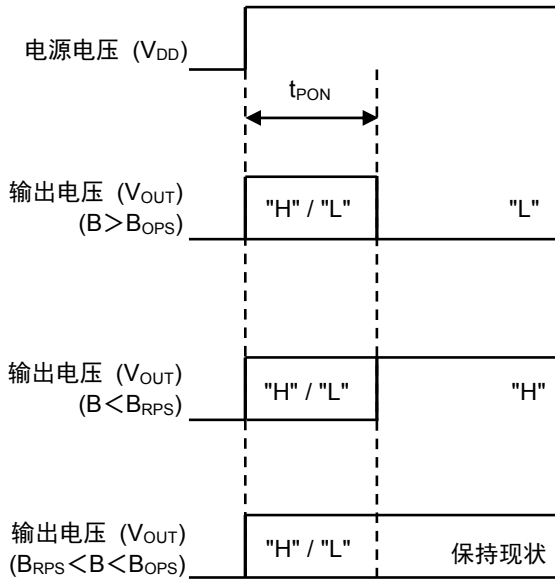 电源电压 (VDD)
tPON
输出电压 (VOUT)
(B＞BOPS)
"H" / "L"
"L"
输出电压 (VOUT)
(B＜BRPS)
"H" / "L"
"H"
输出电压 (VOUT)
(BRPS＜B＜BOPS)
"H" / "L"
保持现状